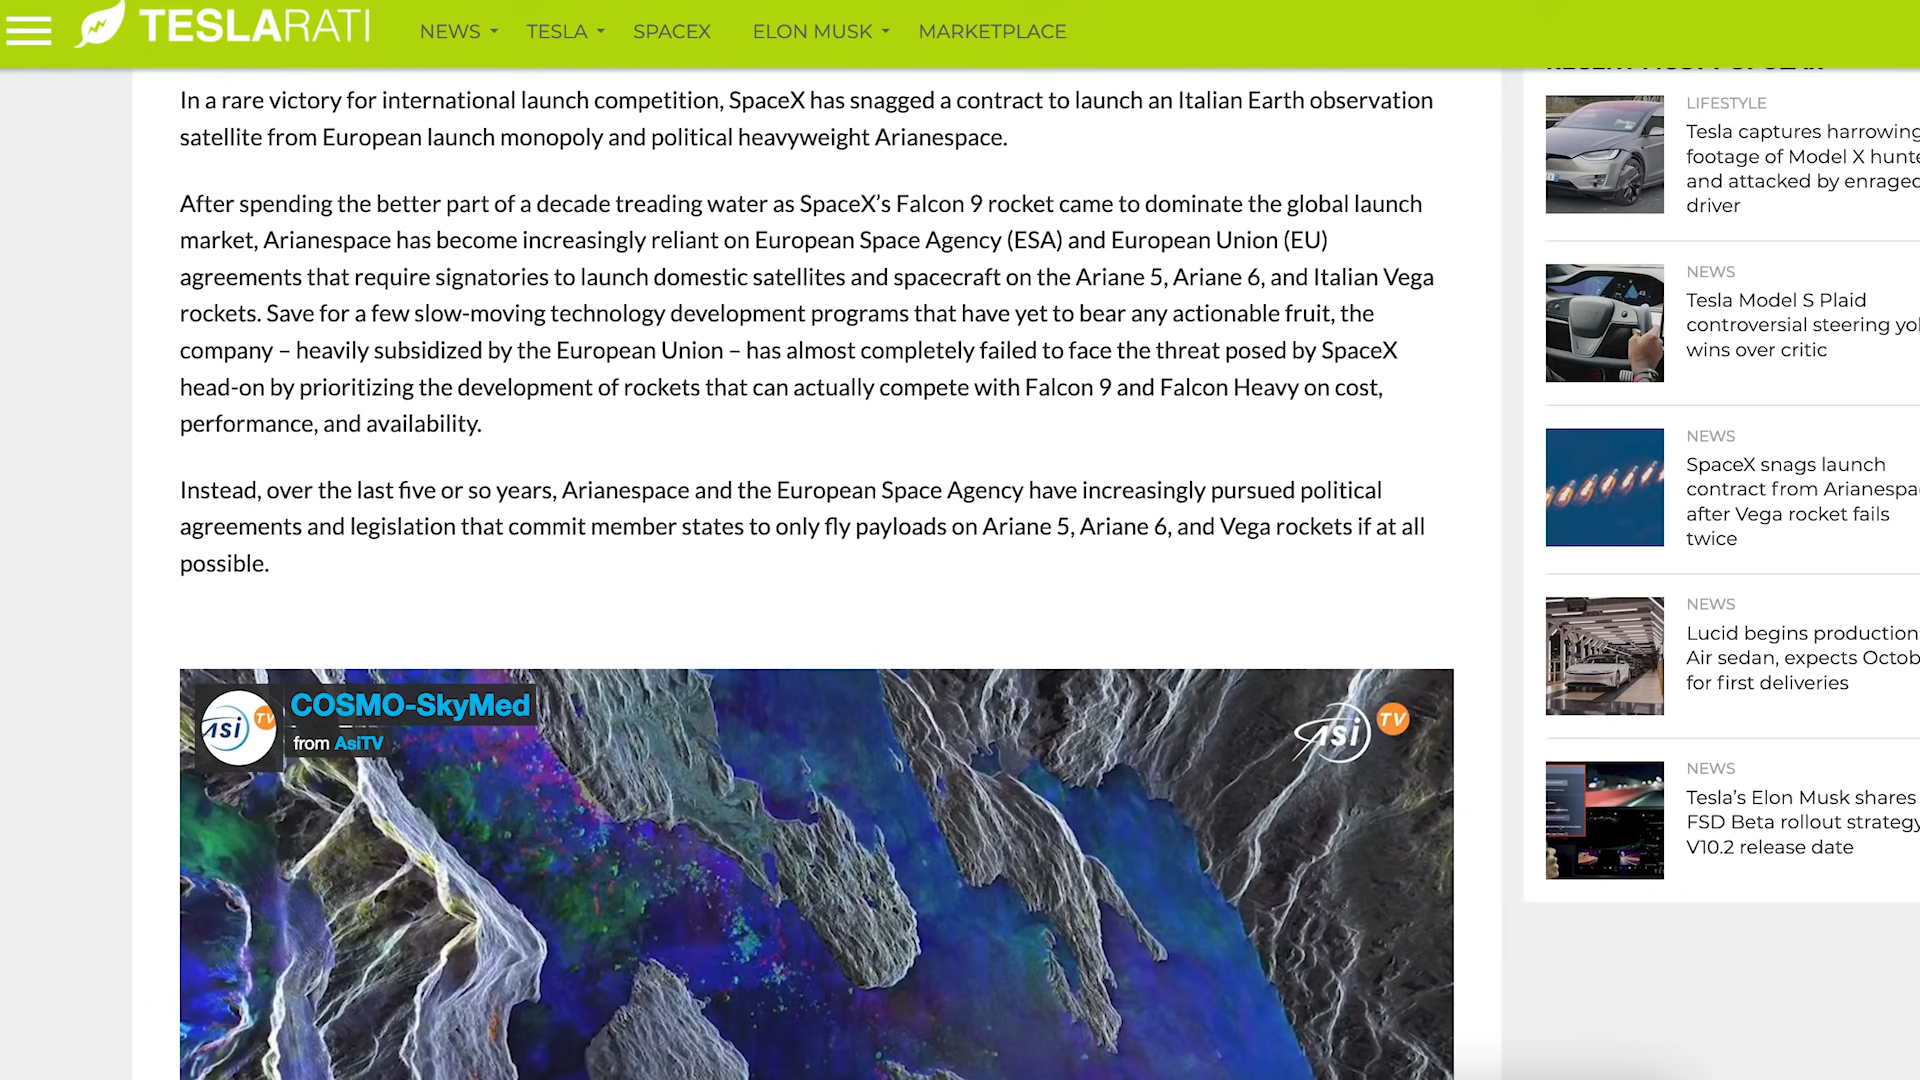 TESLARATI
NEWS
TESLA
SPACEX
ELON MUSK
MARKETPLACE
In a rare victory for international launch competition, SpaceX has snagged a contract to launch an Italian Earth observation
satellite from European launch monopoly and political heavyweight Arianespace.
After spending the better part of a decade treading water as SpaceX’s Falcon 9 rocket came to dominate the global launch
market, Arianespace has become increasingly reliant on European Space Agency (ESA) and European Union (EU)
agreements that require signatories to launch domestic satellites and spacecraft on the Ariane 5, Ariane 6, and Italian Vega
rockets. Save for a few slow-moving technology development programs that have yet to bear any actionable fruit, the
company – heavily subsidized by the European Union – has almost completely failed to face the threat posed by SpaceX
head-on by prioritizing the development of rockets that can actually compete with Falcon 9 and Falcon Heavy on cost,
performance, and availability.
Instead, over the last five or so years, Arianespace and the European Space Agency have increasingly pursued political
agreements and legislation that commit member states to only fly payloads on Ariane 5, Ariane 6, and Vega rockets if at all
possible.
asi TV
COSMO-SkyMed
from AsiTV
asi TV
LIFESTYLE
Tesla captures harrowing
footage of Model X hunte
and attacked by enraged
driver
NEWS
Tesla Model S Plaid
controversial steering yo
wins over critic
NEWS
SpaceX snags launch
contract from Arianespa
after Vega rocket fails
twice
NEWS
Lucid begins production
Air sedan, expects Octob
for first deliveries
NEWS
Tesla’s Elon Musk shares
FSD Beta rollout strategy
V10.2 release date